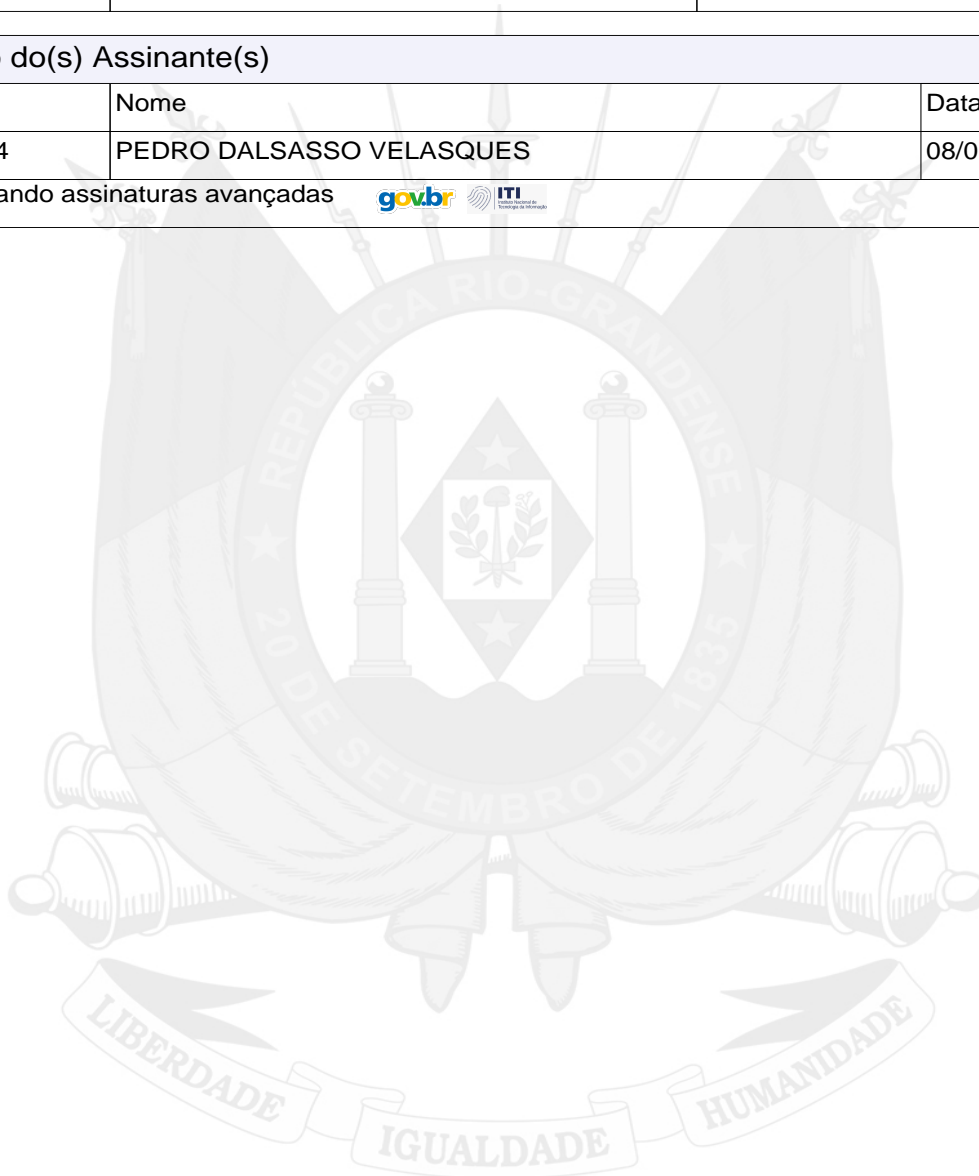 do(s) Assinante(s)
Nome Data
4 PEDRO DALSASSO VELASQUES 08/0
ando assinaturas avançadas gov.br ITI
REPÚBLICA RIO-GRANDENSE
20 DE SETEMBRO DE 1835
LIBERDADE IGUALDADE HUMANIDADE